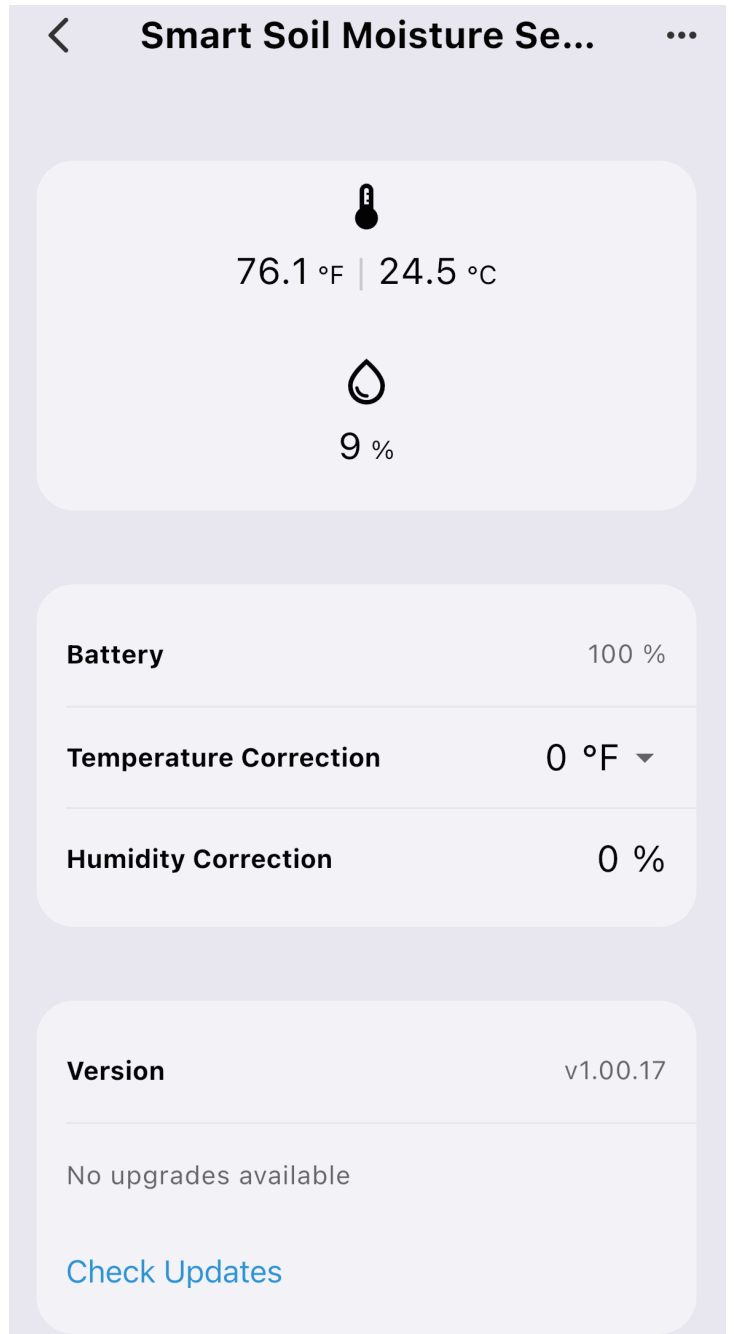 Smart Soil Moisture Se...
76.1 °F | 24.5 °C
9 %
Battery 100 %
Temperature Correction 0 °F
Humidity Correction 0 %
Version v1.00.17
No upgrades available
Check Updates